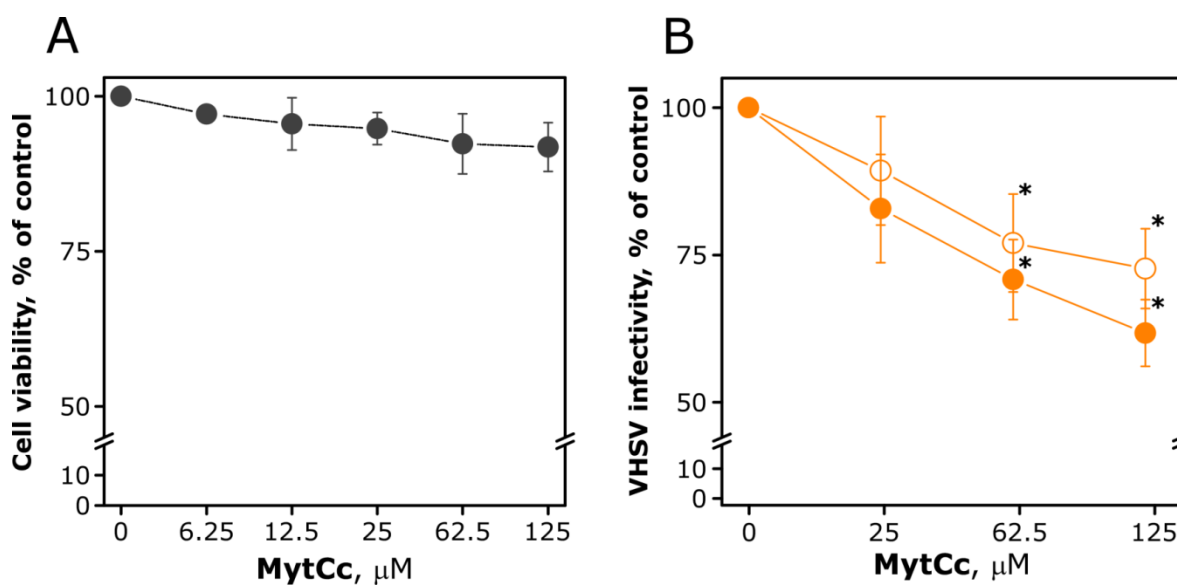 A
Cell viability, % of control
100
75
50
10
0
0 6.25 12.5 25 62.5 125
MytCc, μM
B
VHSV infectivity, % of control
100
75
50
10
0
* *
* *
0 25 62.5 125
MytCc, μM